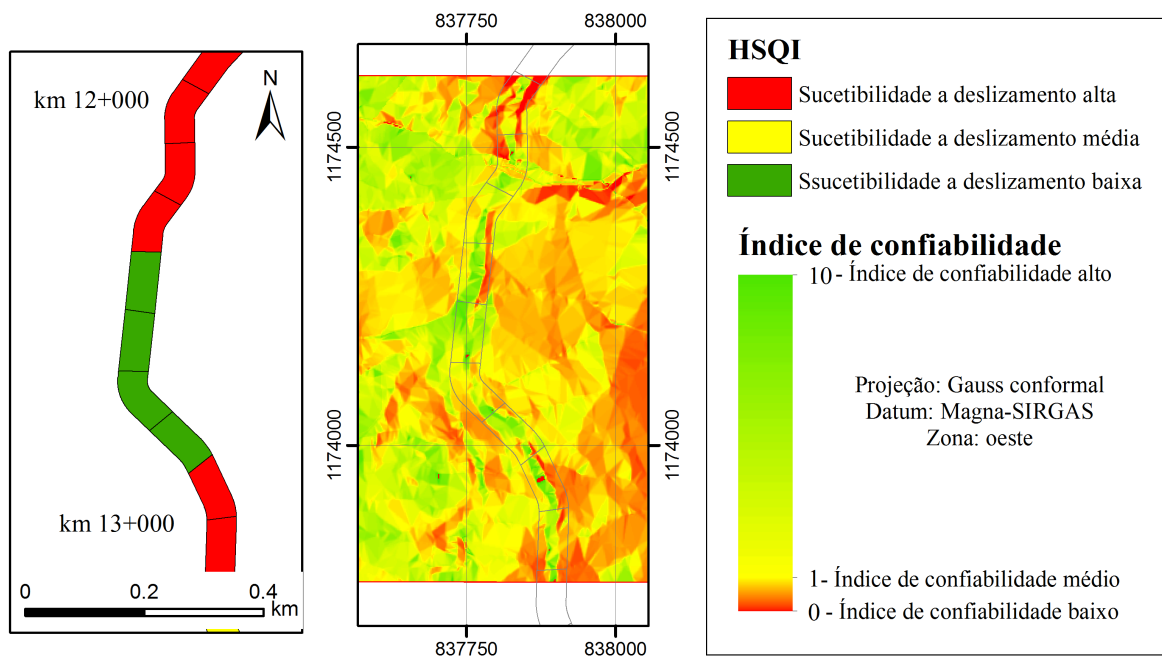 km 12+000
N
km 13+000
0 0.2 0.4
km
837750 838000
1174500 1174500
1174000 1174000
837750 838000
HSQI
Sucetibilidade a deslizamento alta
Sucetibilidade a deslizamento média
Ssucetibilidade a deslizamento baixa
Índice de confiabilidade
10 - Índice de confiabilidade alto
Projeção: Gauss conformal
Datum: Magna-SIRGAS
Zona: oeste
1- Índice de confiabilidade médio
0 - Índice de confiabilidade baixo